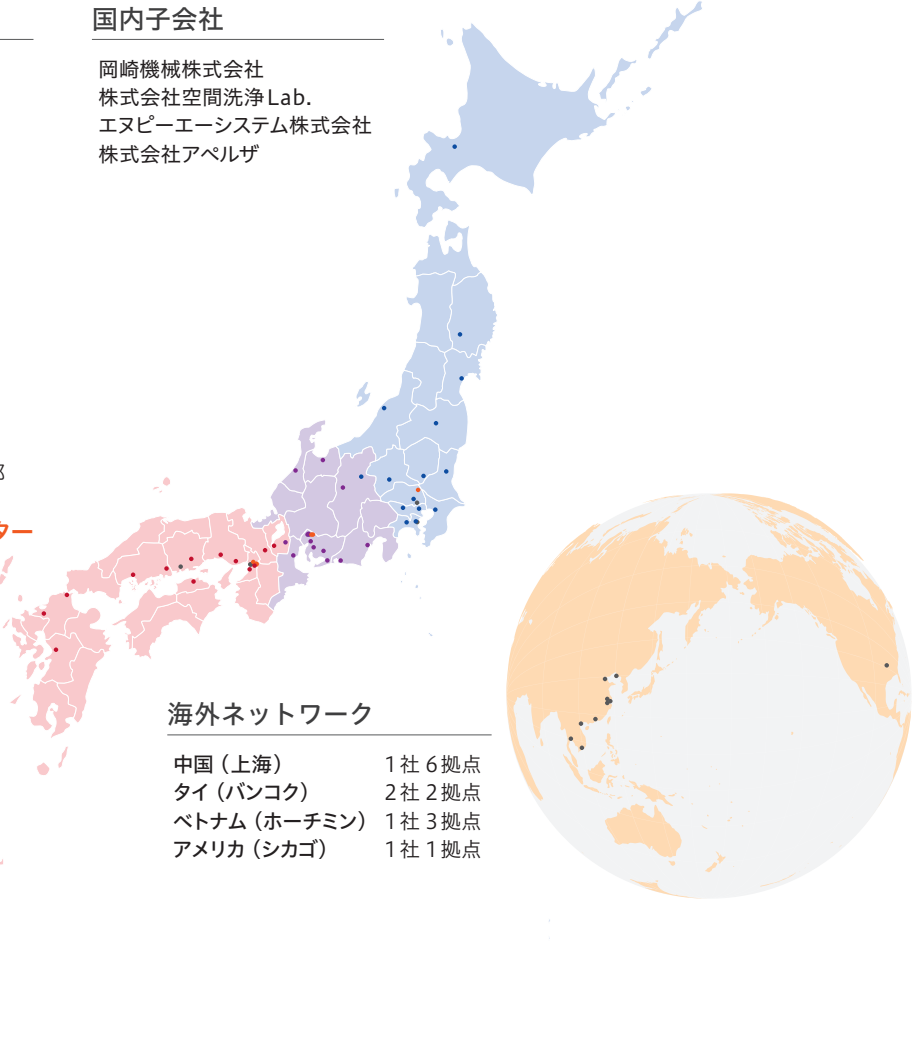 国内子会社
岡崎機械株式会社
株式会社空間洗浄Lab.
エヌピーエーシステム株式会社
株式会社アペルザ
ター
海外ネットワーク
中国（上海） 1社 6拠点
タイ（バンコク） 2社 2拠点
ベトナム（ホーチミン） 1社 3拠点
アメリカ（シカゴ） 1社 1拠点